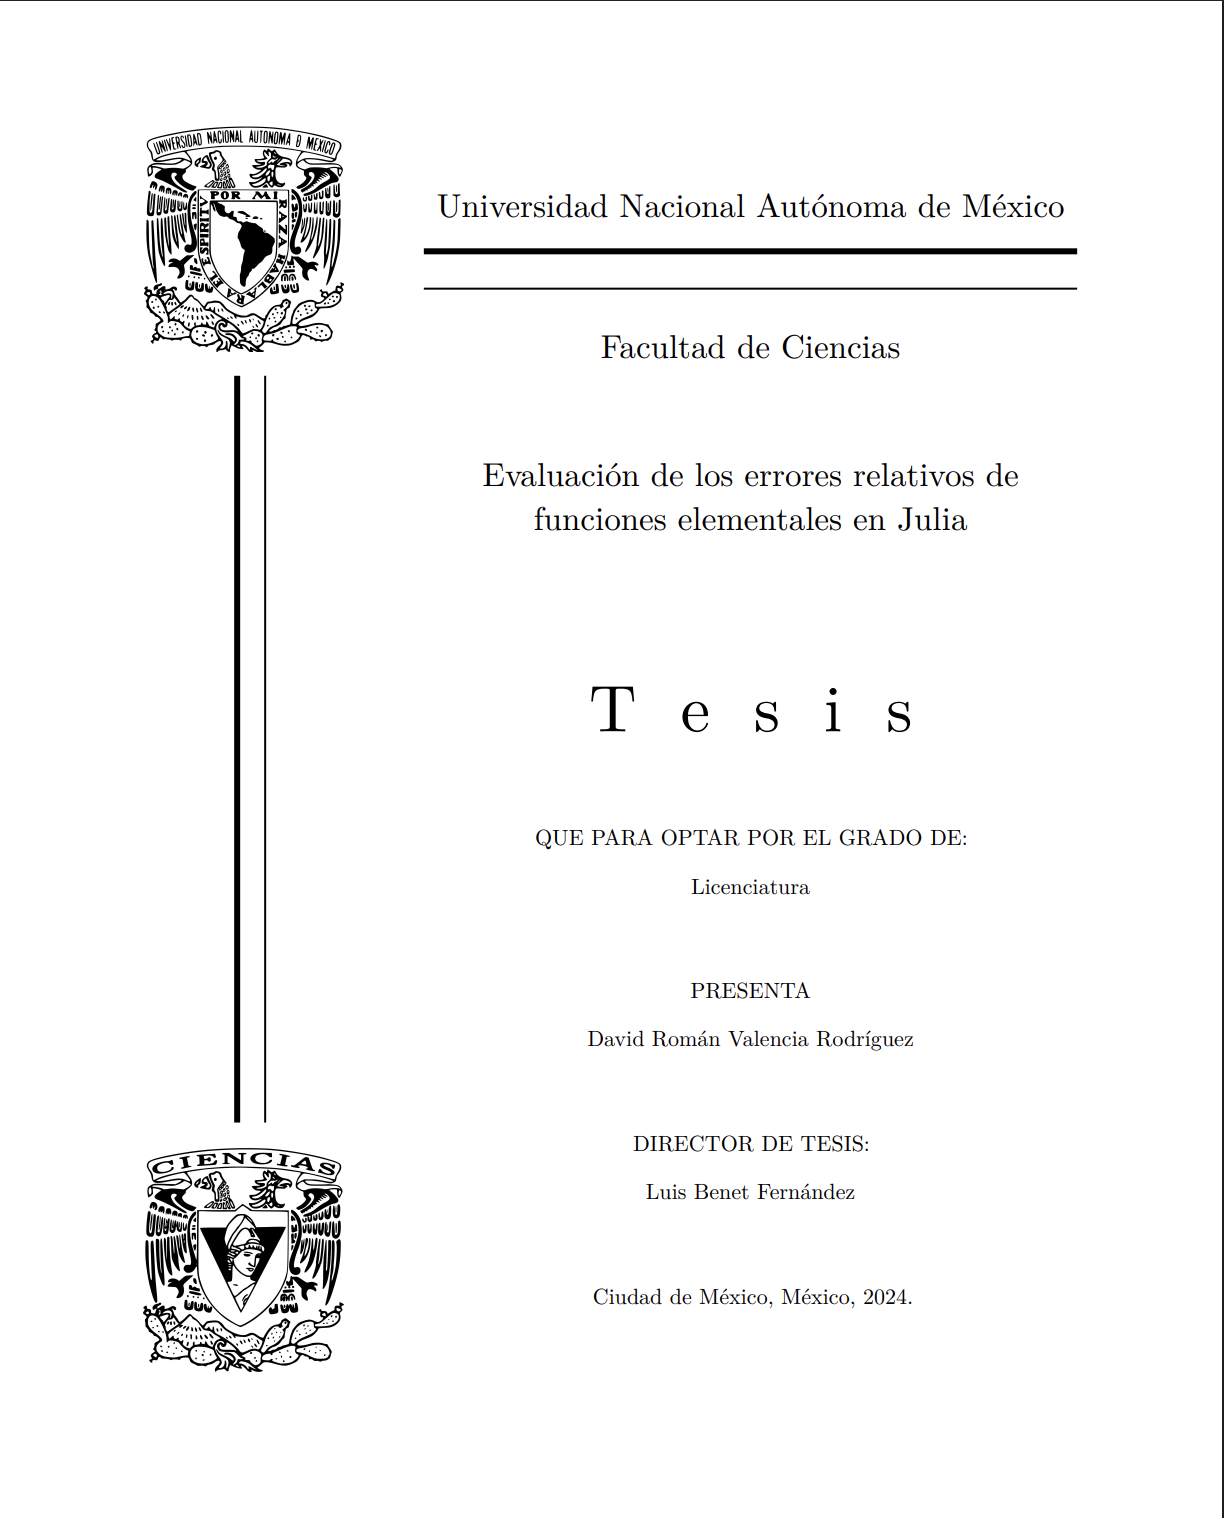 UNIVERSIDAD NACIONAL AUTONOMA D MEXICO
POR MI RAZA HABLARA EL ESPIRITV
Universidad Nacional Autónoma de México
Facultad de Ciencias
Evaluación de los errores relativos de
funciones elementales en Julia
T e s i s
QUE PARA OPTAR POR EL GRADO DE:
Licenciatura
PRESENTA
David Román Valencia Rodríguez
CIENCIAS
DIRECTOR DE TESIS:
Luis Benet Fernández
Ciudad de México, México, 2024.